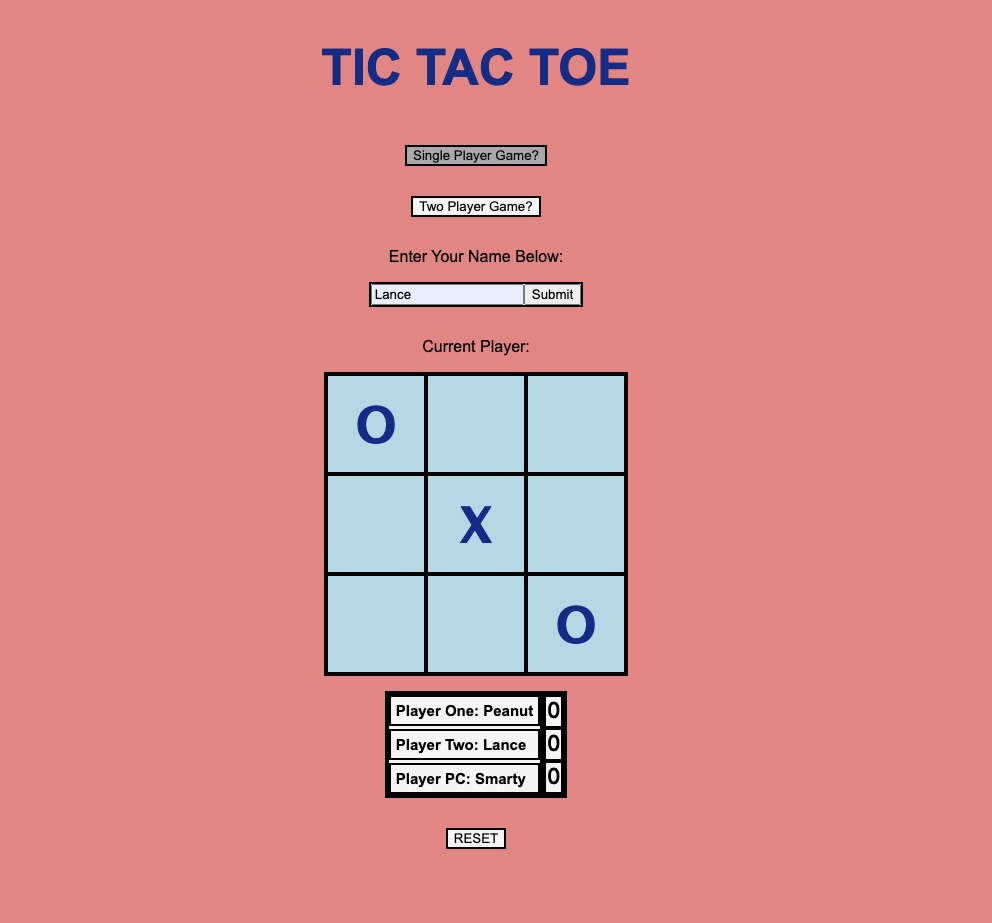 TIC TAC TOE
Single Player Game?
Two Player Game?
Enter Your Name Below:
Lance Submit
Current Player:
O
X
O
Player One: Peanut 0
Player Two: Lance 0
Player PC: Smarty 0
RESET